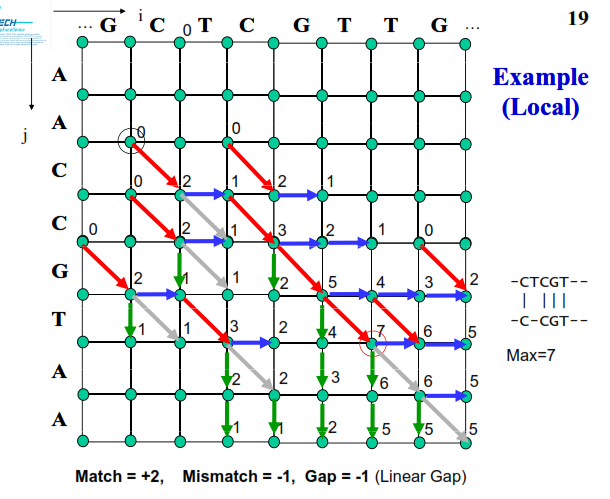 ECH
i
19
... G C 0 T C G T T G ...
A
Example
(Local)
A
j
0 0
C
0 2 1 2 1
C
0 2 1 3 2 1 0
G
2 1 1 2 5 4 3 2
-CTCGT--
| |||
-C-CGT--
T
1 1 3 2 4 7 6 5
Max=7
A
2 2 3 6 6 5
A
1 1 2 5 5 5
Match = +2, Mismatch = -1, Gap = -1 (Linear Gap)